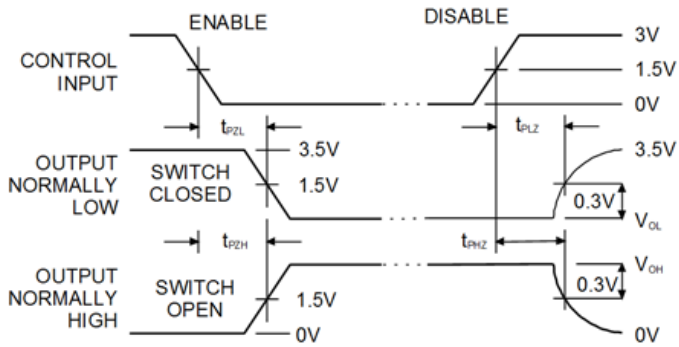 ENABLE
DISABLE
CONTROL
INPUT
3V
1.5V
0V
tPZL
tPLZ
OUTPUT
NORMALLY
LOW
SWITCH
CLOSED
3.5V
1.5V
3.5V
0.3V
VOL
tPZH
tPHZ
OUTPUT
NORMALLY
HIGH
SWITCH
OPEN
1.5V
0V
VOH
0.3V
0V